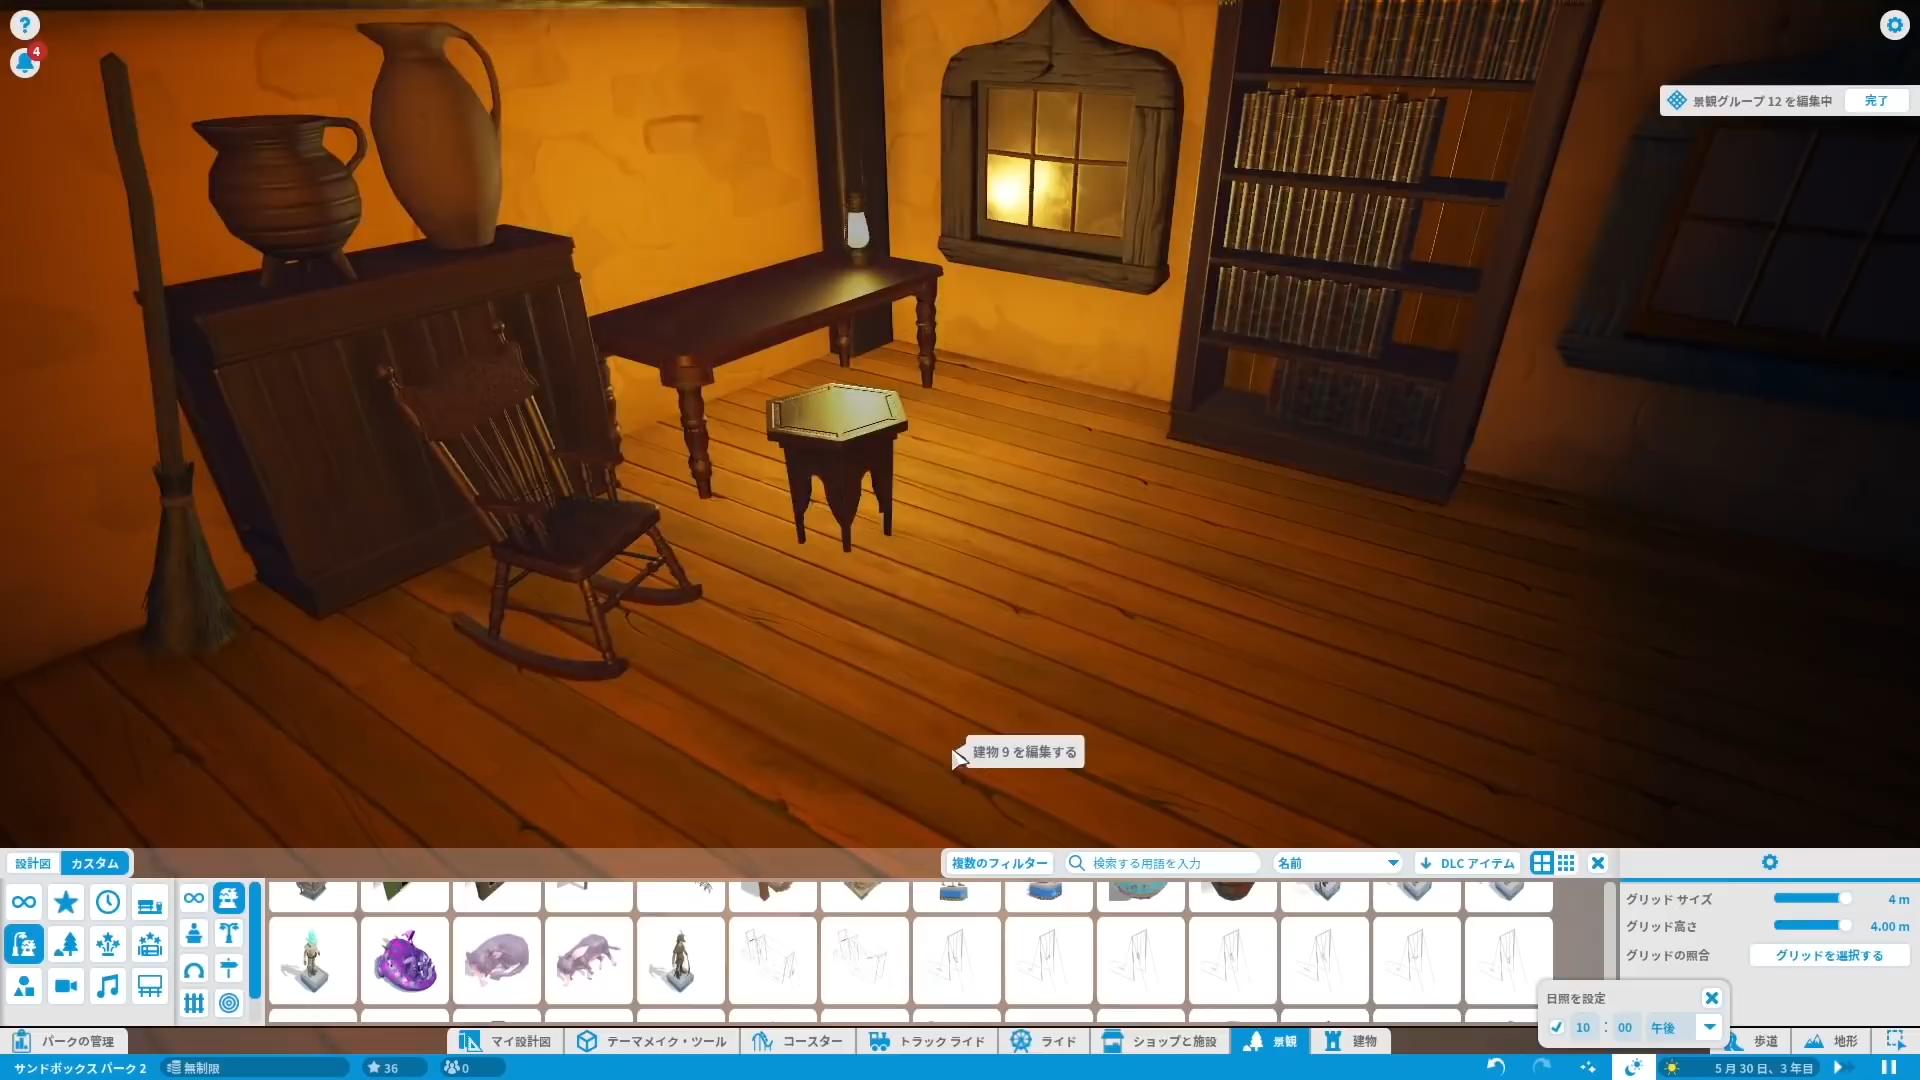 ?
4
景観グループ 12 を編集中
完了
建物 9 を編集する
設計図
カスタム
複数のフィルター
検索する用語を入力
名前
DLC アイテム
グリッド サイズ
4 m
グリッド高さ
4.00 m
グリッドの照合
グリッドを選択する
日照を設定
10 : 00 午後
パークの管理
マイ設計図
テーマメイク・ツール
コースター
トラック ライド
ライド
ショップと施設
景観
建物
歩道
地形
サンドボックス パーク 2
無制限
36
0
5 月 30 日、3 年目